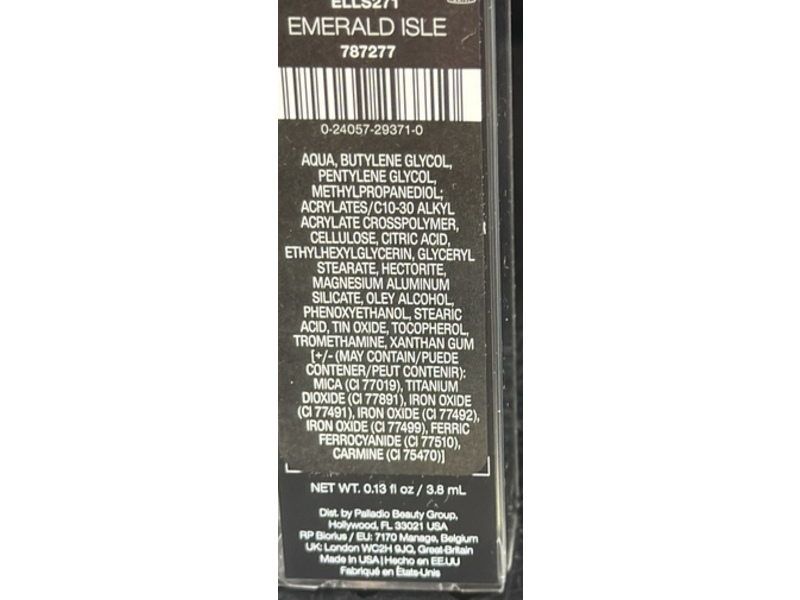 ELLS271
EMERALD ISLE
787277
0-24057-29371-0
AQUA, BUTYLENE GLYCOL,
PENTYLENE GLYCOL,
METHYLPROPANEDIOL;
ACRYLATES/C10-30 ALKYL
ACRYLATE CROSSPOLYMER,
CELLULOSE, CITRIC ACID,
ETHYLHEXYLGLYCERIN, GLYCERYL
STEARATE, HECTORITE,
MAGNESIUM ALUMINUM
SILICATE, OLEY ALCOHOL,
PHENOXYETHANOL, STEARIC
ACID, TIN OXIDE, TOCOPHEROL,
TROMETHAMINE, XANTHAN GUM
[+/- (MAY CONTAIN/PUEDE
CONTENER/PEUT CONTENIR):
MICA (CI 77019), TITANIUM
DIOXIDE (CI 77891), IRON OXIDE
(CI 77491), IRON OXIDE (CI 77492),
IRON OXIDE (CI 77499), FERRIC
FERROCYANIDE (CI 77510),
CARMINE (CI 75470)]
NET WT. 0.13 fl oz / 3.8 mL
Dist. by Palladio Beauty Group,
Hollywood, FL 33021 USA
RP Biorius / EU: 7170 Manage, Belgium
UK: London WC2H 9JQ, Great-Britain
Made in USA | Hecho en EE.UU
Fabriqué en États-Unis